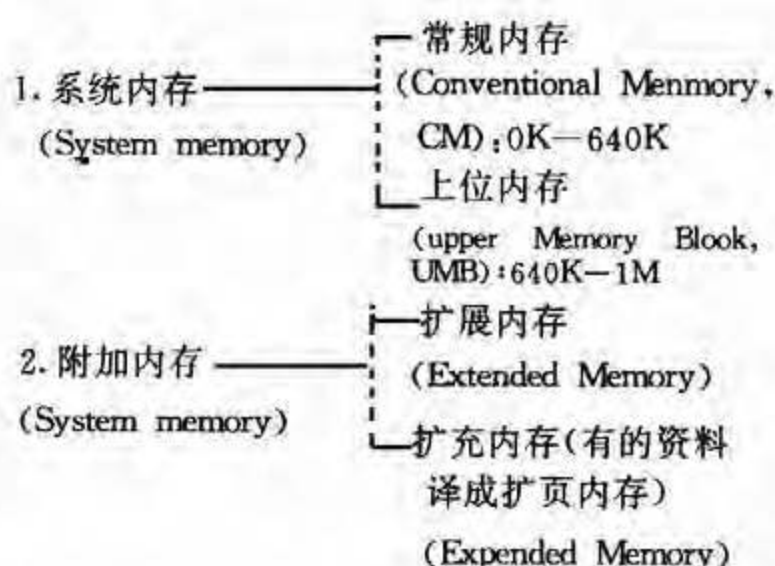 常规内存
1. 系统内存
(Conventional Menmory,
(System memory)
CM):0K—640K
上位内存
(upper Memory Blook,
UMB):640K—1M
扩展内存
2. 附加内存
(Extended Memory)
(System memory)
扩充内存(有的资料
译成扩页内存)
(Expended Memory)